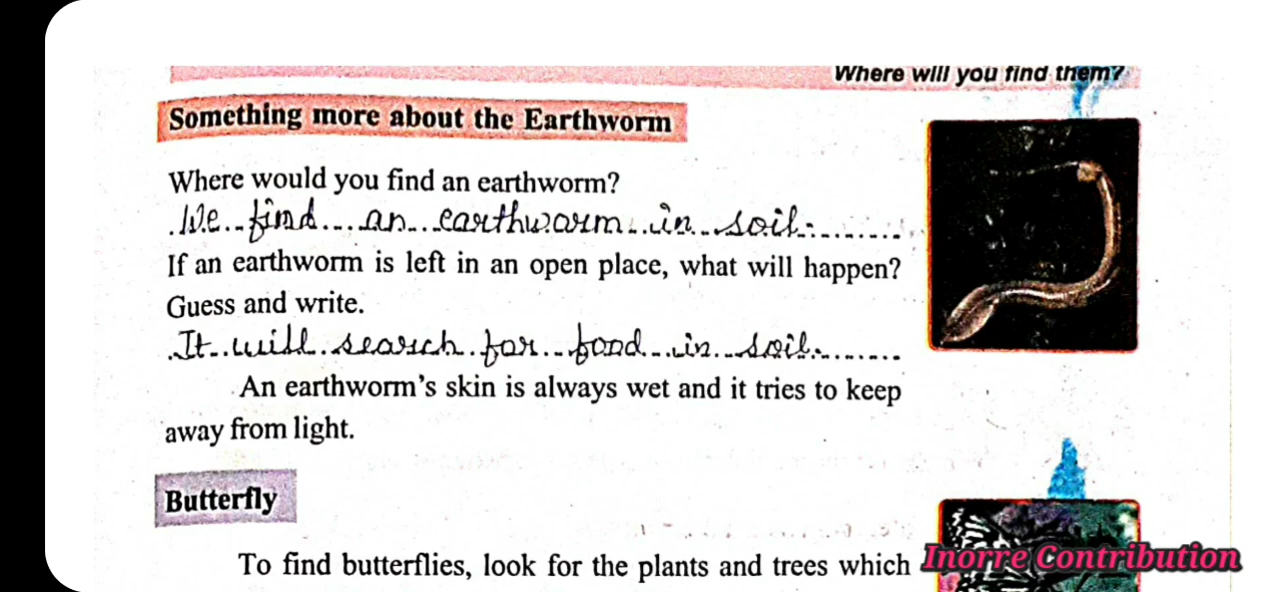 Where will you find them?
Something more about the Earthworm
Where would you find an earthworm?
We find an earthworm in soil.
If an earthworm is left in an open place, what will happen?
Guess and write.
It will search for food in soil.
An earthworm's skin is always wet and it tries to keep
away from light.
Butterfly
To find butterflies, look for the plants and trees which
Inorre Contribution